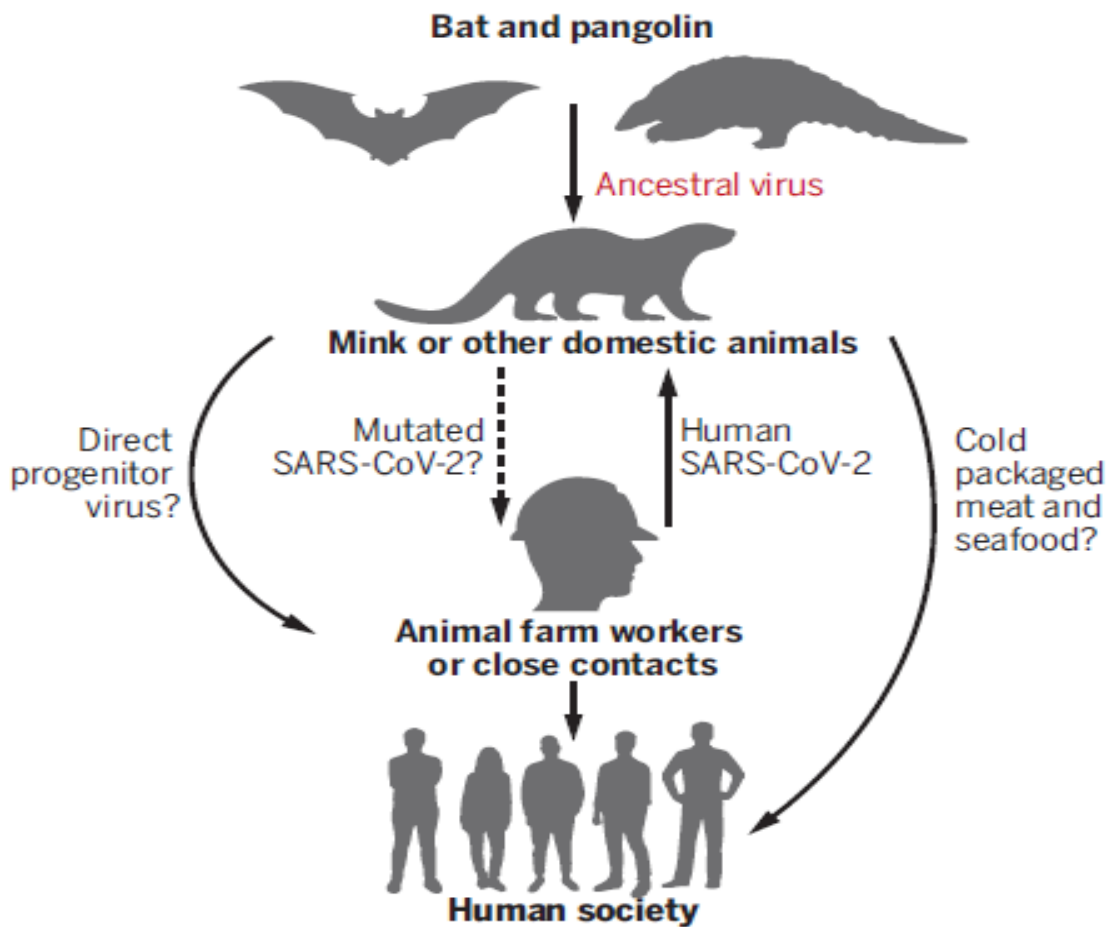 Bat and pangolin
Ancestral virus
Mink or other domestic animals
Direct
progenitor
virus?
Mutated
SARS-CoV-2?
Human
SARS-CoV-2
Cold
packaged
meat and
seafood?
Animal farm workers
or close contacts
Human society